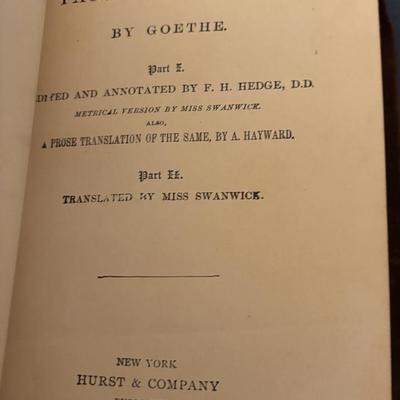 BY GOETHE.
Part I.
EDITED AND ANNOTATED BY F. H. HEDGE, D.D.
METRICAL VERSION BY MISS SWANWICK.
ALSO,
A PROSE TRANSLATION OF THE SAME, BY A. HAYWARD.
Part II.
TRANSLATED BY MISS SWANWICK.
NEW YORK
HURST & COMPANY